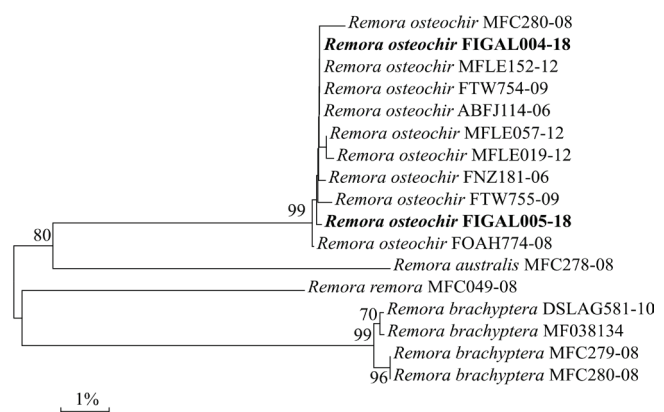 Remora osteochir MFC280-08
Remora osteochir FIGAL004-18
Remora osteochir MFLE152-12
Remora osteochir FTW754-09
Remora osteochir ABFJ114-06
Remora osteochir MFLE057-12
Remora osteochir MFLE019-12
Remora osteochir FNZ181-06
Remora osteochir FTW755-09
99
Remora osteochir FIGAL005-18
80
Remora osteochir FOAH774-08
Remora australis MFC278-08
Remora remora MFC049-08
70
Remora brachyptera DSLAG581-10
99
Remora brachyptera MF038134
Remora brachyptera MFC279-08
96
Remora brachyptera MFC280-08
1%